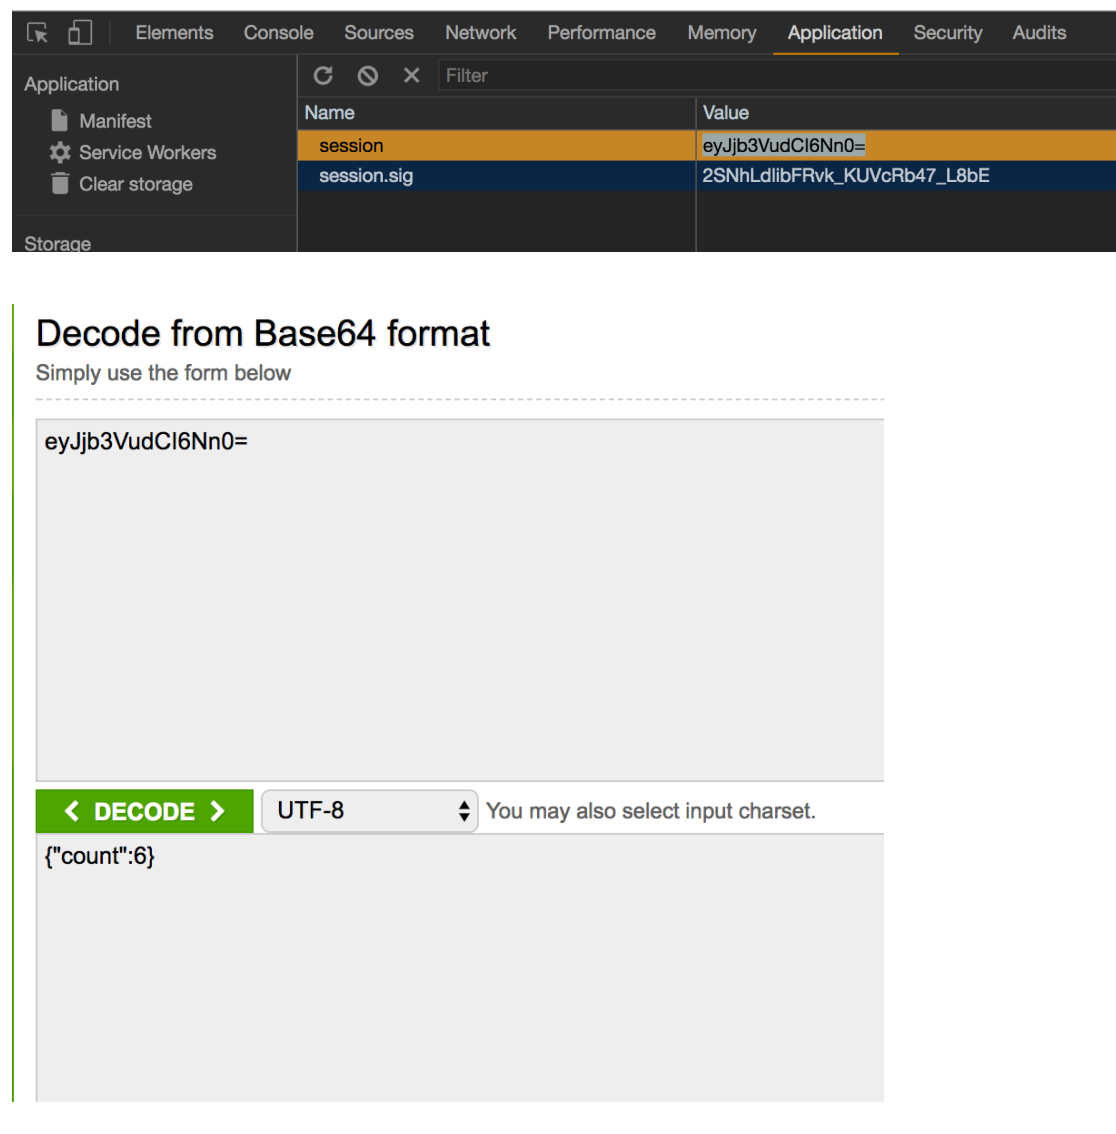 Elements Console Sources Network Performance Memory Application Security Audits
Application
Filter
Name Value
Manifest
session eyJjb3VudCI6Nn0=
Service Workers
session.sig 2SNhLdlibFRvk_KUVcRb47_L8bE
Clear storage
Storage
Decode from Base64 format
Simply use the form below
eyJjb3VudCI6Nn0=
< DECODE > UTF-8 You may also select input charset.
{"count":6}